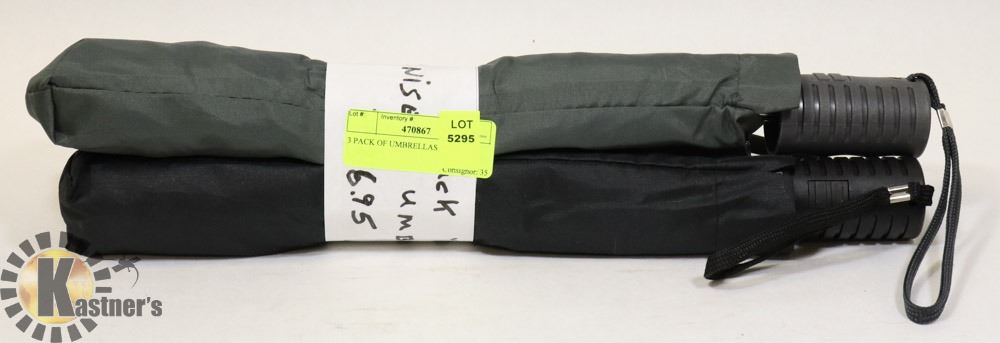 Lot # Inventory #
470867
LOT
5295
3 PACK OF UMBRELLAS
Consignor: 35
6.95
Kastner's